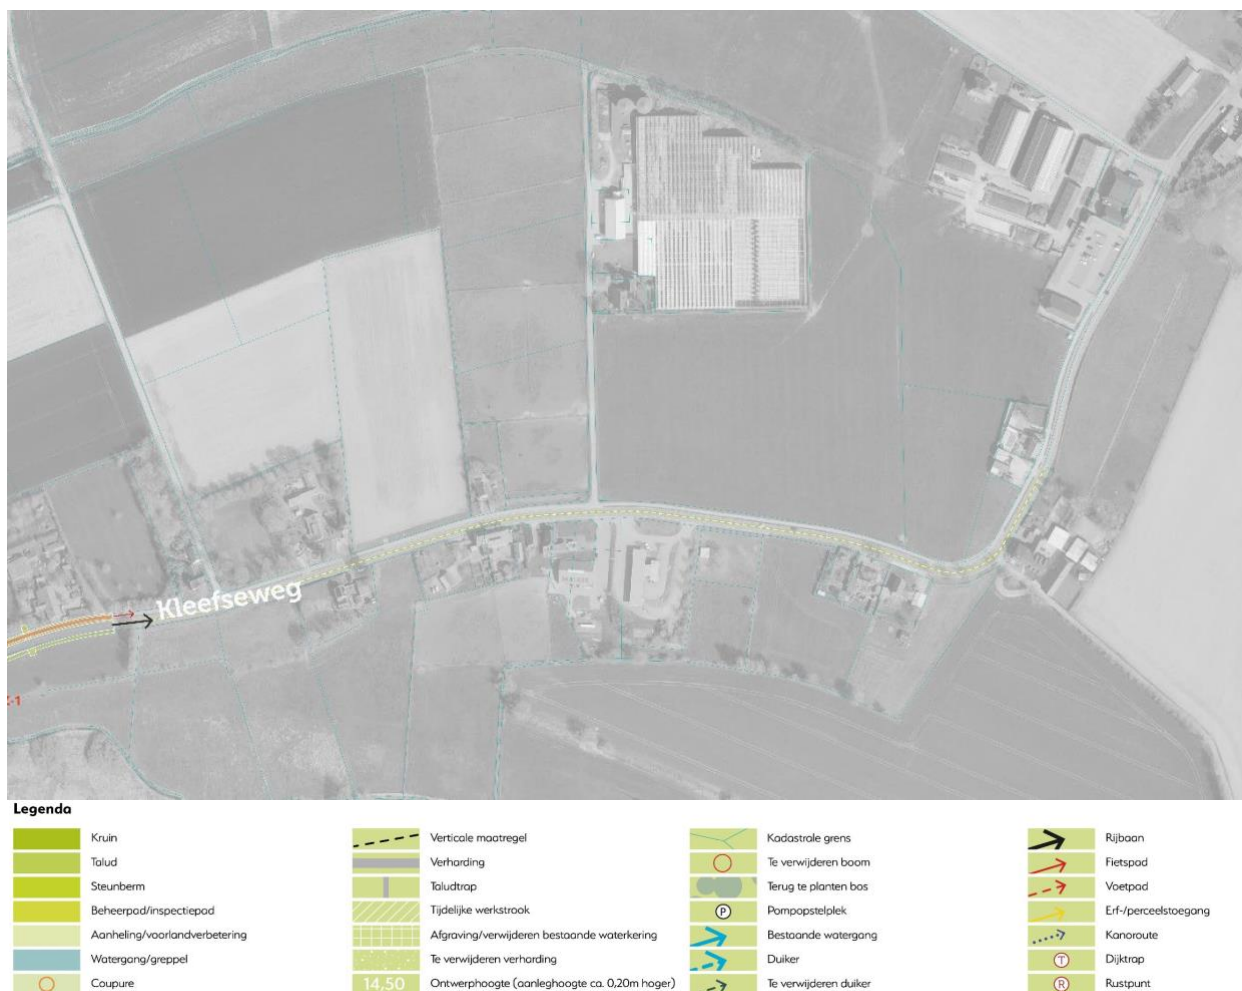 Kleefseweg
Legenda
Kruin
Talud
Steunberm
Beheerpad/inspectiepad
Aanheling/voorlandverbetering
Watergang/greppel
Coupure
Verticale maatregel
Verharding
Taludtrap
Tijdelijke werkstrook
Afgraving/verwijderen bestaande waterkering
Te verwijderen verharding
14,50 Ontwerphoogte (aanleghoogte ca. 0,20m hoger)
Kadastrale grens
Te verwijderen boom
Terug te planten bos
P Pompopstelplek
Bestaande watergang
Duiker
Te verwijderen duiker
Rijbaan
Fietspad
Voetpad
Erf-/perceelstoegang
Kanoroute
T Dijktrap
R Rustpunt